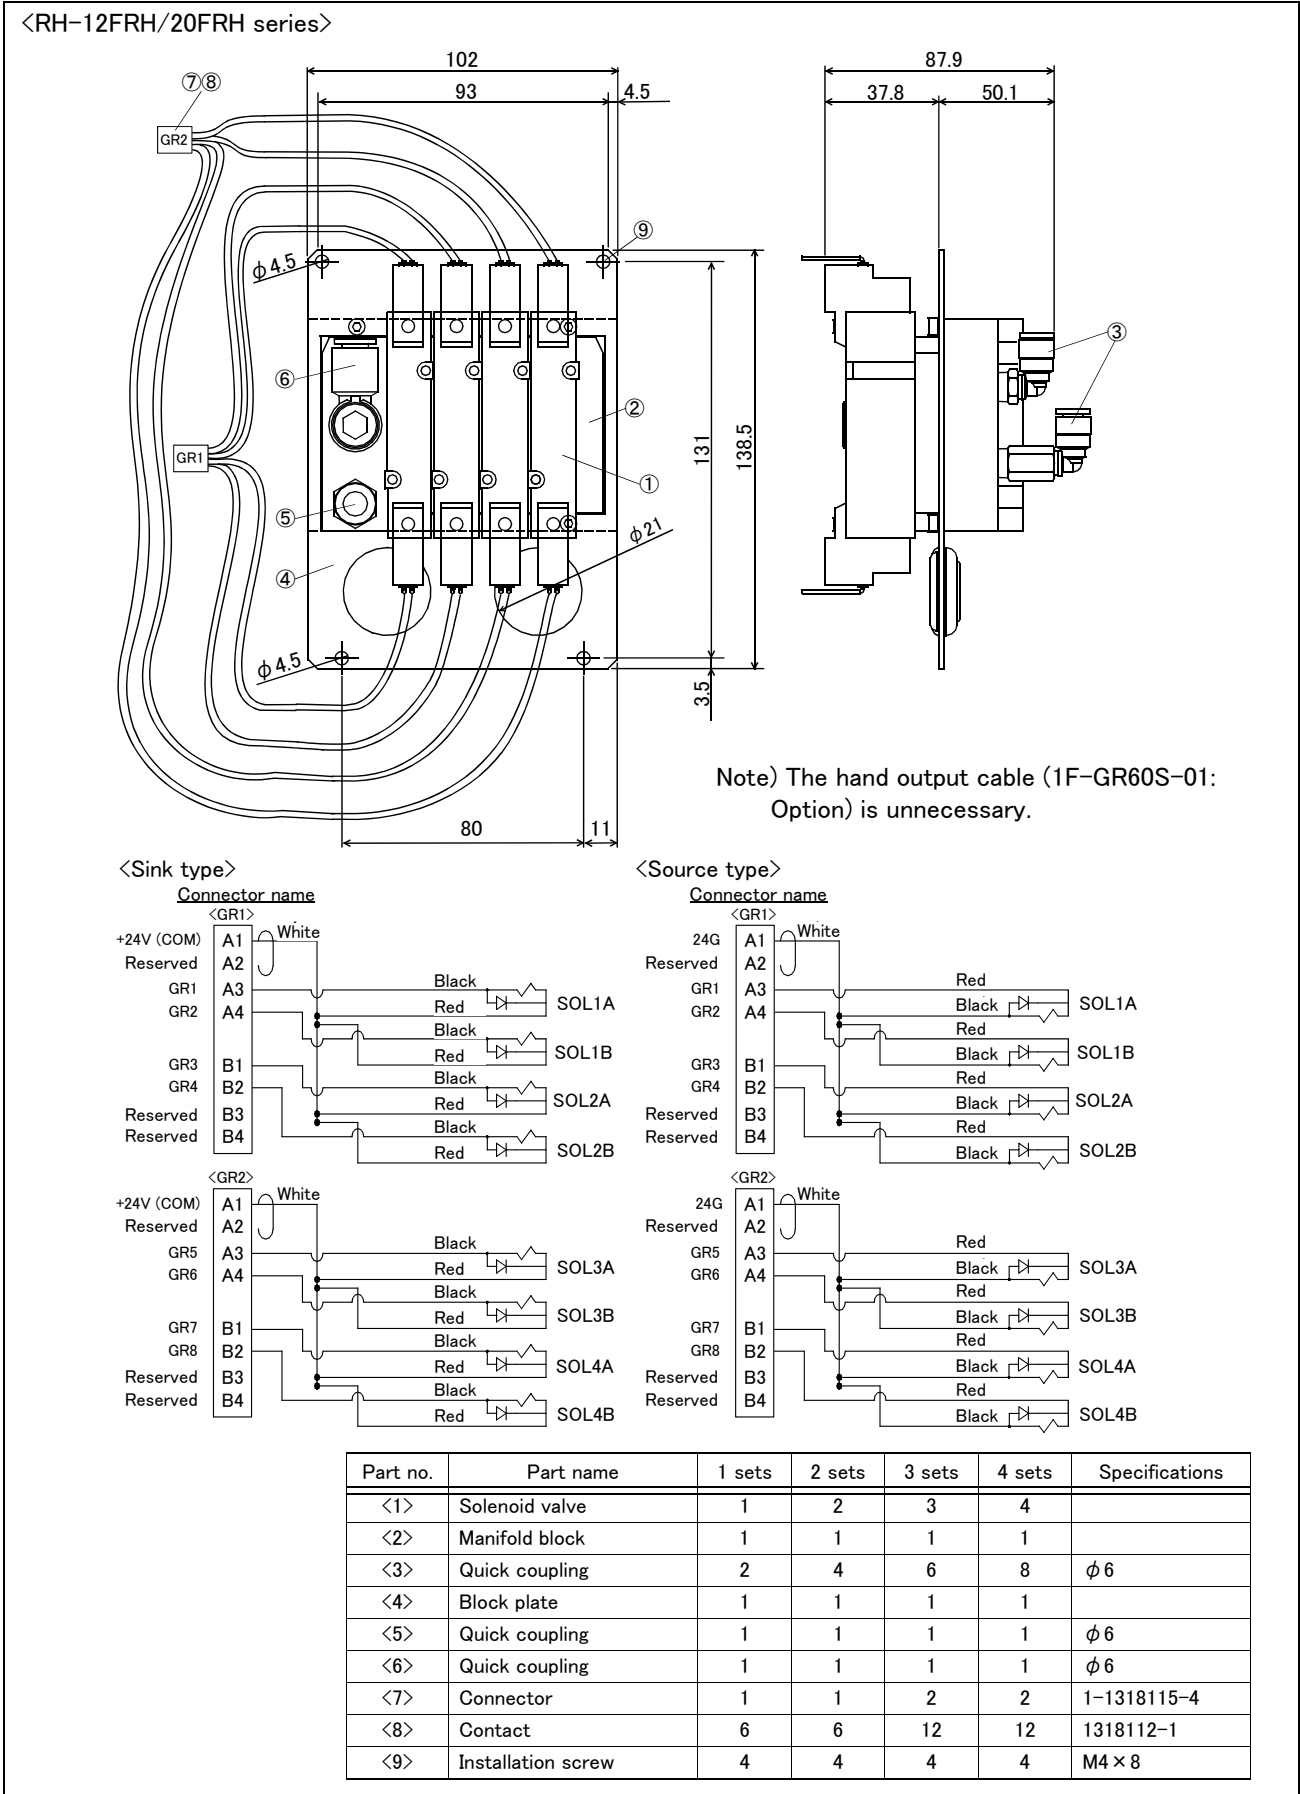 <RH-12FRH/20FRH series>
102
87.9
⑦⑧
93
4.5
37.8
50.1
GR2
⑨
φ4.5
③
⑥
②
131
138.5
GR1
①
⑤
φ21
④
φ4.5
3.5
Note) The hand output cable (1F-GR60S-01:
Option) is unnecessary.
80
11
<Sink type>
Connector name
<GR1>
+24V (COM) A1 White
Reserved A2
GR1 A3 Black
Red SOL1A
GR2 A4
Black
Red SOL1B
GR3 B1
Black
GR4 B2
Red SOL2A
Reserved B3
Black
Reserved B4
Red SOL2B
<GR2>
+24V (COM) A1 White
Reserved A2
GR5 A3 Black
Red SOL3A
GR6 A4
Black
Red SOL3B
GR7 B1
Black
GR8 B2
Red SOL4A
Reserved B3
Black
Reserved B4
Red SOL4B
<Source type>
Connector name
<GR1>
24G A1 White
Reserved A2
GR1 A3 Red
Black SOL1A
GR2 A4
Red
Black SOL1B
GR3 B1
Red
GR4 B2
Black SOL2A
Reserved B3
Red
Reserved B4
Black SOL2B
<GR2>
24G A1 White
Reserved A2
GR5 A3 Red
Black SOL3A
GR6 A4
Red
Black SOL3B
GR7 B1
Red
GR8 B2
Black SOL4A
Reserved B3
Red
Reserved B4
Black SOL4B
Part no. Part name 1 sets 2 sets 3 sets 4 sets Specifications
<1> Solenoid valve 1 2 3 4
<2> Manifold block 1 1 1 1
<3> Quick coupling 2 4 6 8 φ6
<4> Block plate 1 1 1 1
<5> Quick coupling 1 1 1 1 φ6
<6> Quick coupling 1 1 1 1 φ6
<7> Connector 1 1 2 2 1-1318115-4
<8> Contact 6 6 12 12 1318112-1
<9> Installation screw 4 4 4 4 M4×8